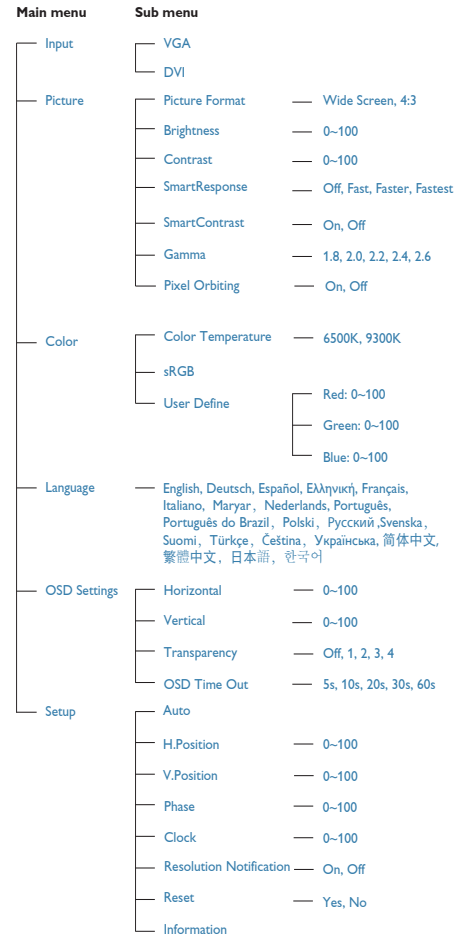 Main menu Sub menu
Input VGA
DVI
Picture Picture Format Wide Screen, 4:3
Brightness 0~100
Contrast 0~100
SmartResponse Off, Fast, Faster, Fastest
SmartContrast On, Off
Gamma 1.8, 2.0, 2.2, 2.4, 2.6
Pixel Orbiting On, Off
Color Color Temperature 6500K, 9300K
sRGB
User Define Red: 0~100
Green: 0~100
Blue: 0~100
Language English, Deutsch, Español, Ελληνική, Français,
Italiano, Maryar, Nederlands, Português,
Português do Brazil, Polski, Русский ,Svenska,
Suomi, Türkçe, Čeština, Українська, 简体中文,
繁體中文, 日本語, 한국어
OSD Settings Horizontal 0~100
Vertical 0~100
Transparency Off, 1, 2, 3, 4
OSD Time Out 5s, 10s, 20s, 30s, 60s
Setup Auto
H.Position 0~100
V.Position 0~100
Phase 0~100
Clock 0~100
Resolution Notification On, Off
Reset Yes, No
Information